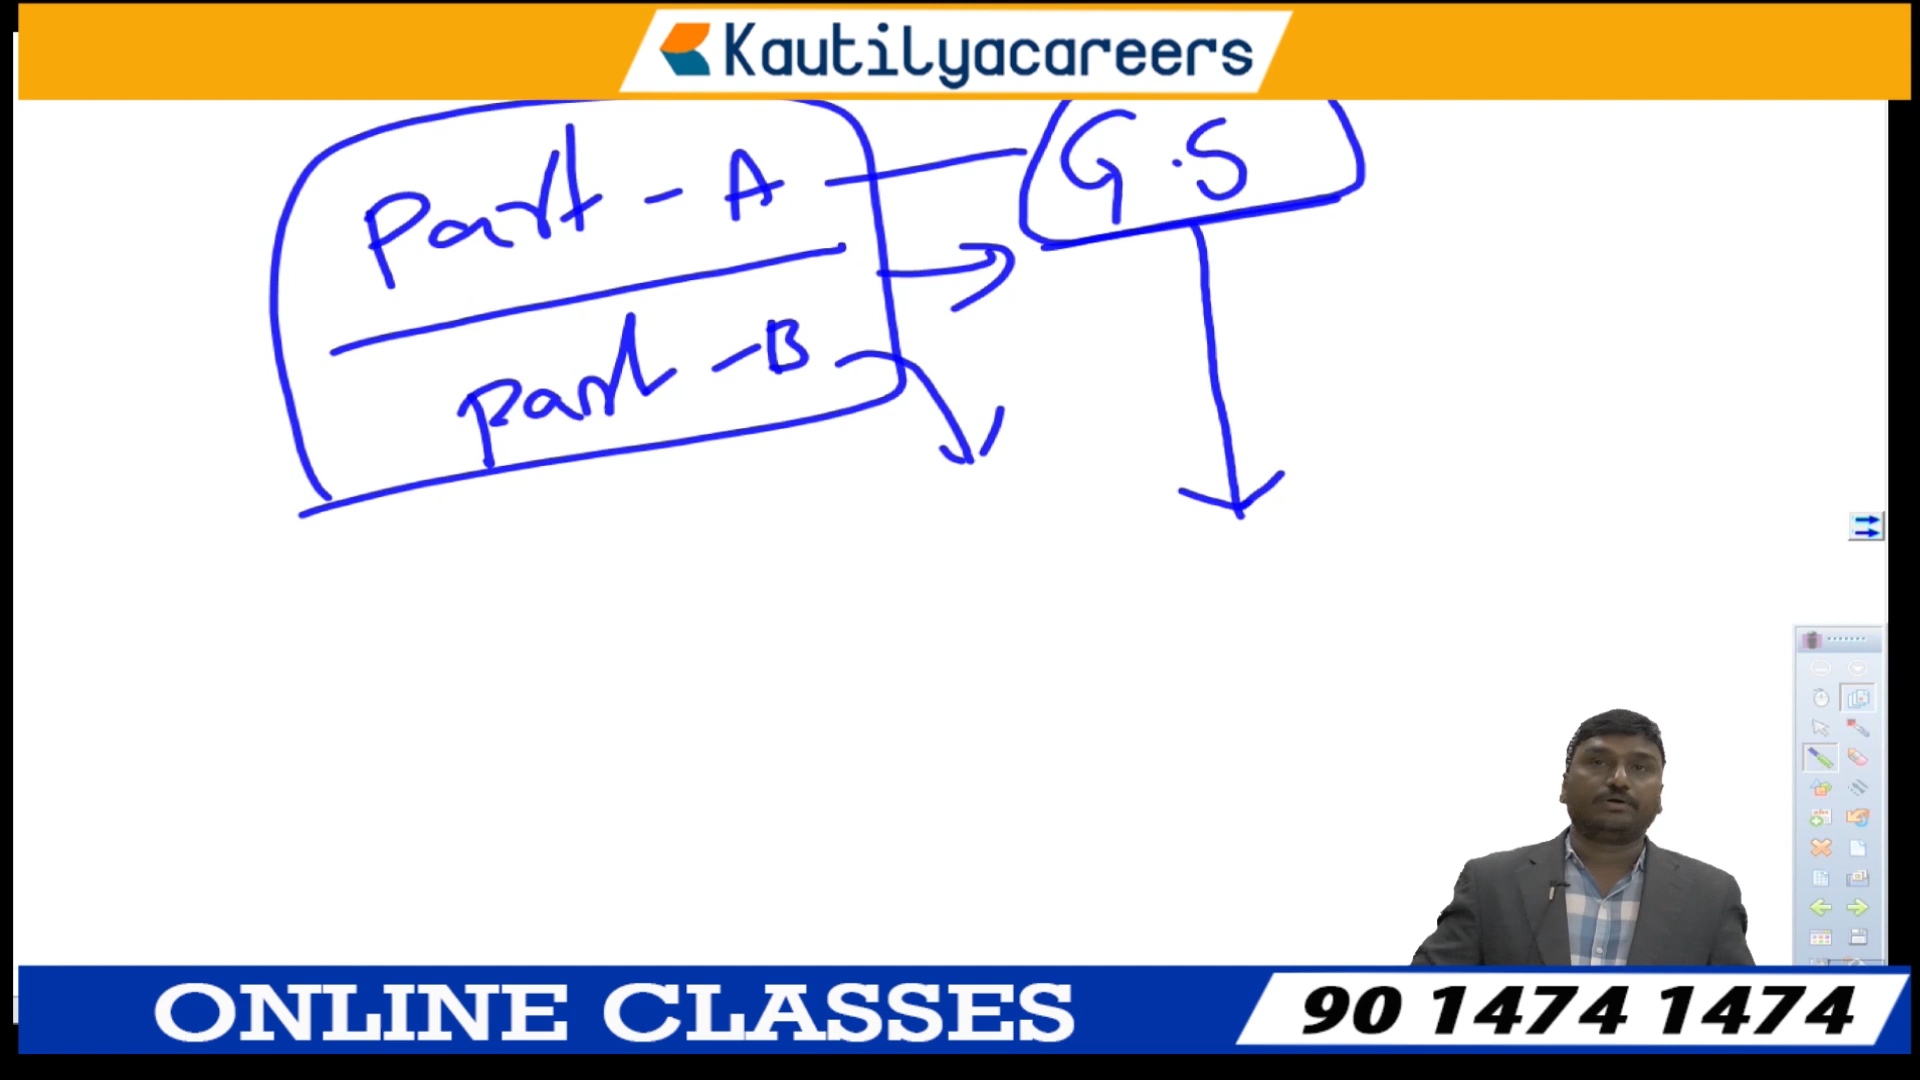 Kautilyacareers
Part - A
G.S
Part - B
ONLINE CLASSES
90 1474 1474